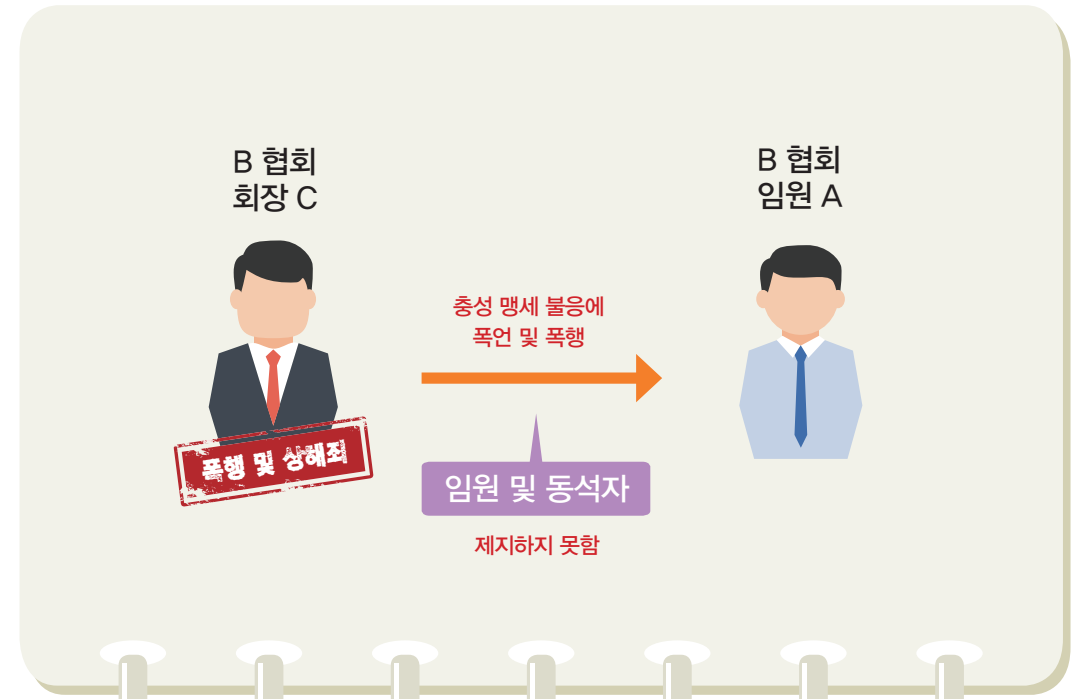 B 협회
회장 C
B 협회
임원 A
충성 맹세 불응에
폭언 및 폭행
폭행 및 상해죄
임원 및 동석자
제지하지 못함